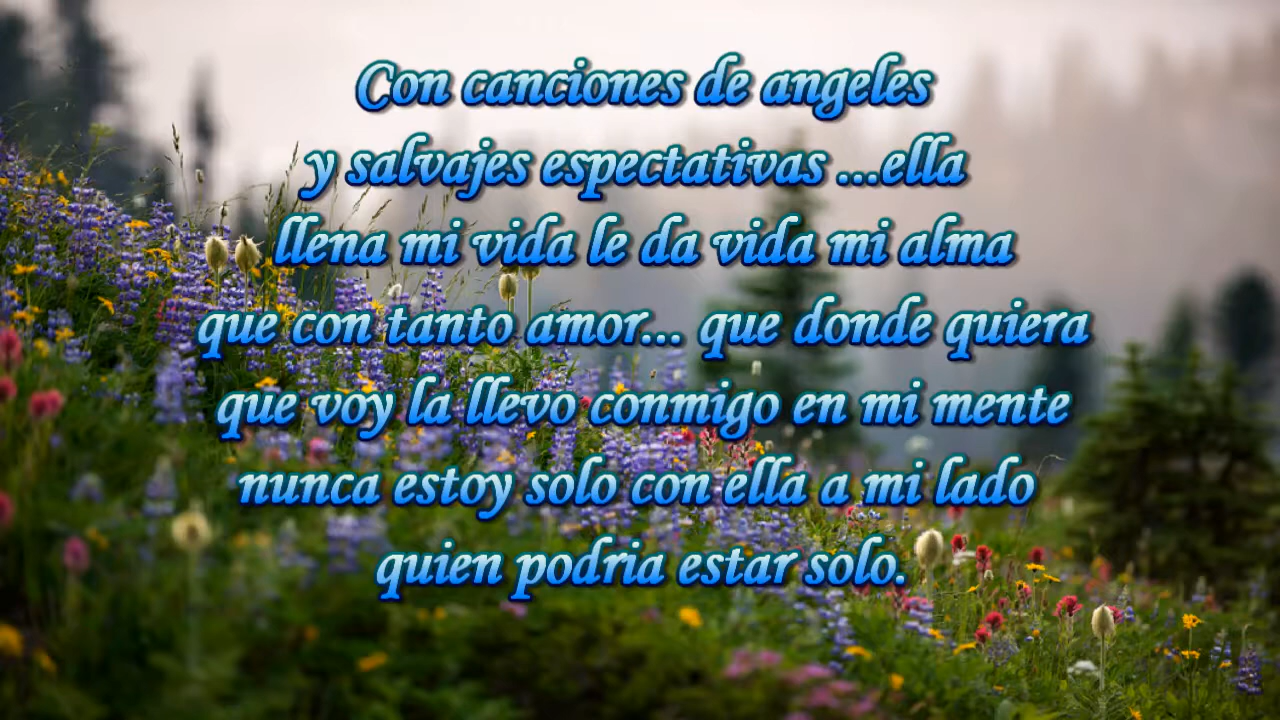 Con canciones de angeles
y salvajes espectativas ...ella
llena mi vida le da vida mi alma
que con tanto amor... que donde quiera
que voy la llevo conmigo en mi mente
nunca estoy solo con ella a mi lado
quien podria estar solo.